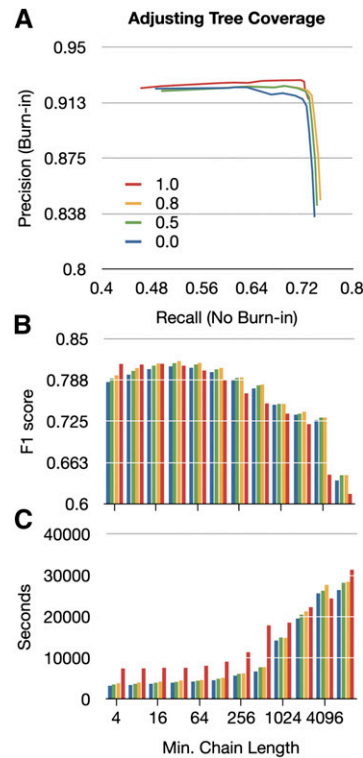 A
Adjusting Tree Coverage
Precision (Burn-in)
0.95
0.913
0.875
0.838
0.8
1.0
0.8
0.5
0.0
0.4 0.48 0.56 0.64 0.72 0.8
Recall (No Burn-in)
B
F1 score
0.85
0.788
0.725
0.663
0.6
C
Seconds
40000
30000
20000
10000
0
4 16 64 256 1024 4096
Min. Chain Length